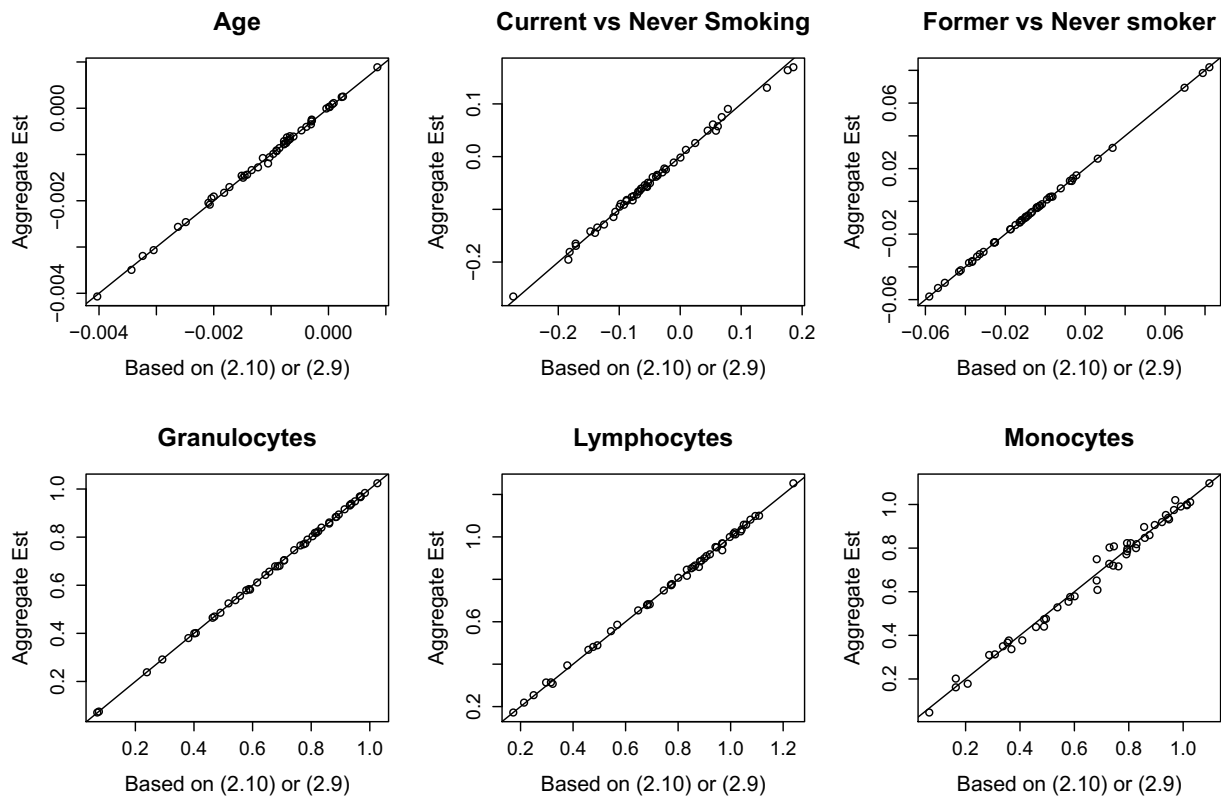 Age
Current vs Never Smoking
Former vs Never smoker
Aggregate Est
0.000
−0.002
−0.004
−0.004
−0.002
0.000
Based on (2.10) or (2.9)
Aggregate Est
0.1
0.0
−0.2
−0.2
−0.1
0.0
0.1
0.2
Based on (2.10) or (2.9)
Aggregate Est
0.06
0.02
−0.02
−0.06
−0.06
−0.02
0.02
0.06
Based on (2.10) or (2.9)
Granulocytes
Lymphocytes
Monocytes
Aggregate Est
1.0
0.8
0.6
0.4
0.2
0.2
0.4
0.6
0.8
1.0
Based on (2.10) or (2.9)
Aggregate Est
1.0
0.6
0.2
0.2
0.4
0.6
0.8
1.0
1.2
Based on (2.10) or (2.9)
Aggregate Est
1.0
0.8
0.6
0.4
0.2
0.2
0.4
0.6
0.8
1.0
Based on (2.10) or (2.9)